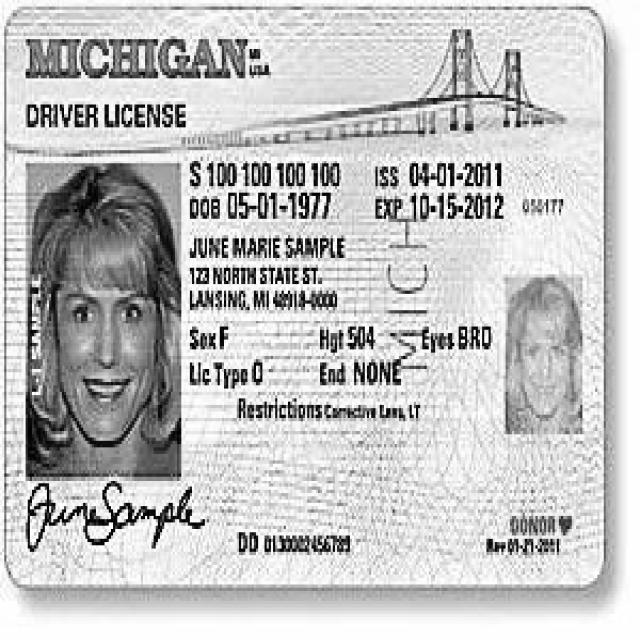 MICHIGAN MI USA
DRIVER LICENSE
S 100 100 100 100 ISS 04-01-2011
DOB 05-01-1977 EXP 10-15-2012
JUNE MARIE SAMPLE
123 NORTH STATE ST.
LANSING, MI 48918-0000
Sex F Hgt 504 Eyes BRO
Lic Type O End NONE
Restrictions Corrective Lens, LT
June Sample
DONOR
DD 0130002456789
Rev 01-21-2011
MICH